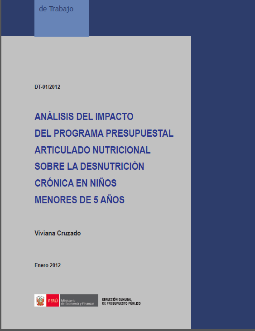 de Trabajo
DT-01/2012
ANÁLISIS DEL IMPACTO
DEL PROGRAMA PRESUPUESTAL
ARTICULADO NUTRICIONAL
SOBRE LA DESNUTRICIÓN
CRÓNICA EN NIÑOS
MENORES DE 5 AÑOS
Viviana Cruzado
Enero 2012
PERÚ
DIRECCIÓN GENERAL
DE PRESUPUESTO PÚBLICO